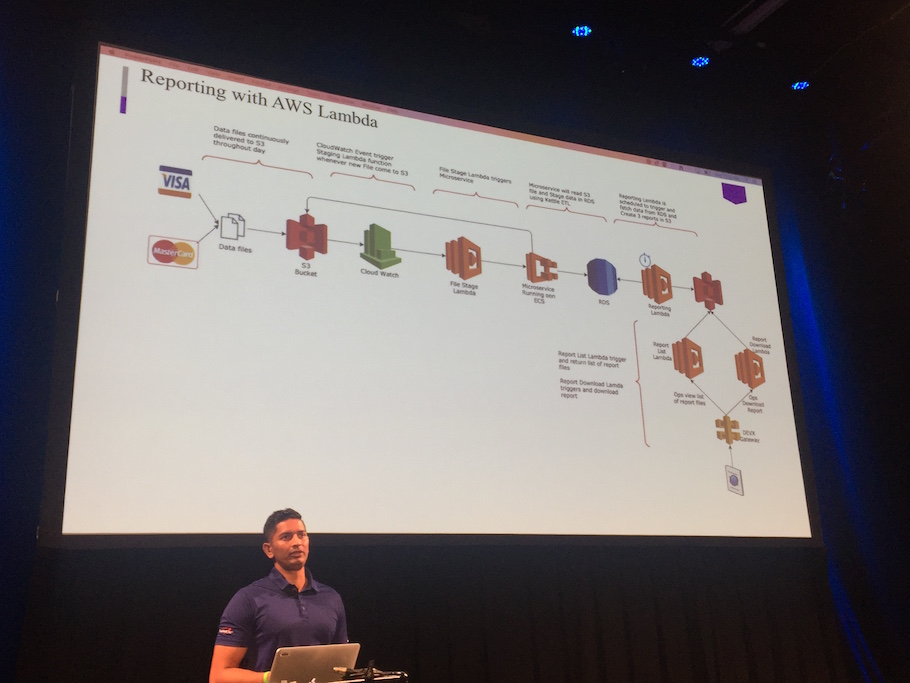 Reporting with AWS Lambda
Data files continuously
delivered to S3
throughout day
CloudWatch Event trigger
Staging Lambda function
whenever new File come to S3
File Stage Lambda triggers
Microservice
Microservice will read S3
file and Stage data in RDS
using Kettle ETL
Reporting Lambda is
scheduled to trigger and
fetch data from RDS and
Create 3 reports in S3
VISA
MasterCard
Data files
S3
Bucket
Cloud Watch
File Stage
Lambda
Microservice
Running oon
ECS
RDS
Reporting
Lambda
Report List Lambda trigger
and return list of report
files
Report Download Lamda
triggers and download
report
Report
List
Lambda
Report
Download
Lambda
Ops view list
of report files
Ops
Download
Report
DEVX
Gateway